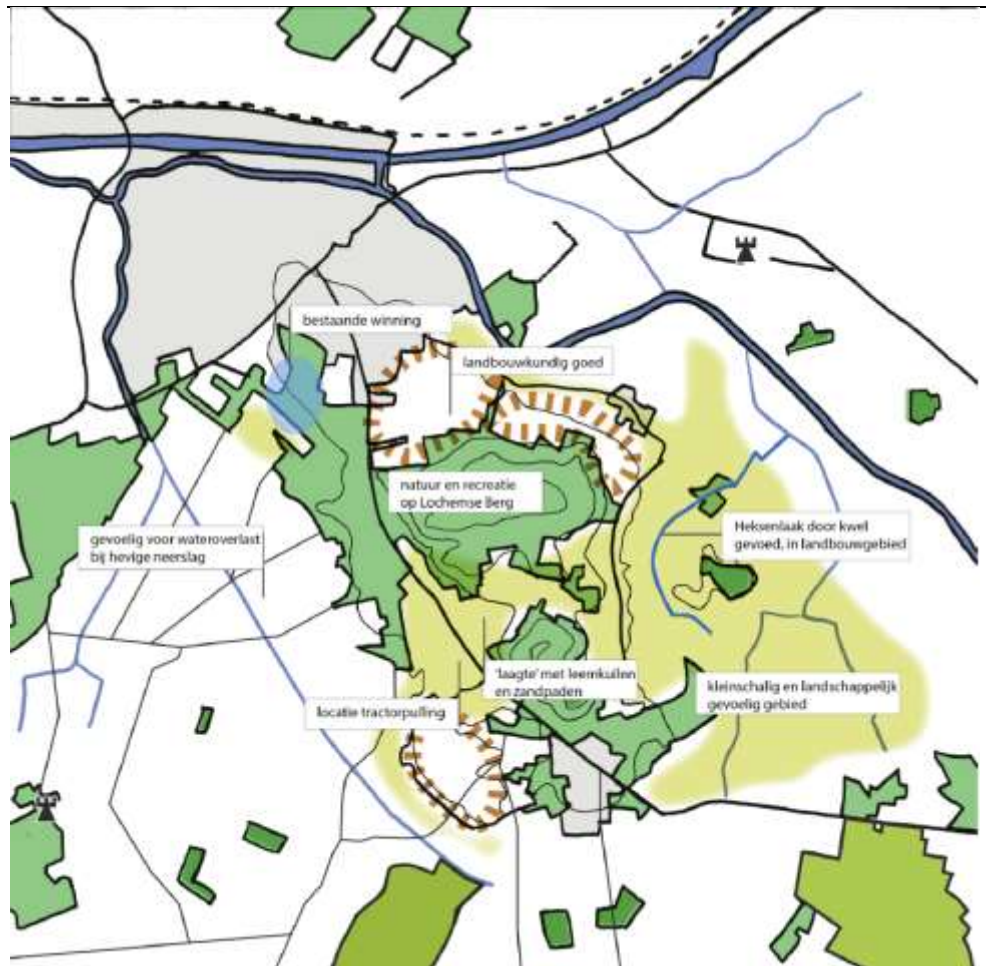 bestaande winning
landbouwkundig goed
natuur en recreatie
op Lochemse Berg
gevoelig voor wateroverlast
bij hevige neerslag
Heksenlaak door kwel
gevoed, in landbouwgebied
'laagte' met leemkuilen
en zandpaden
kleinschalig en landschappelijk
gevoelig gebied
locatie tractorpulling